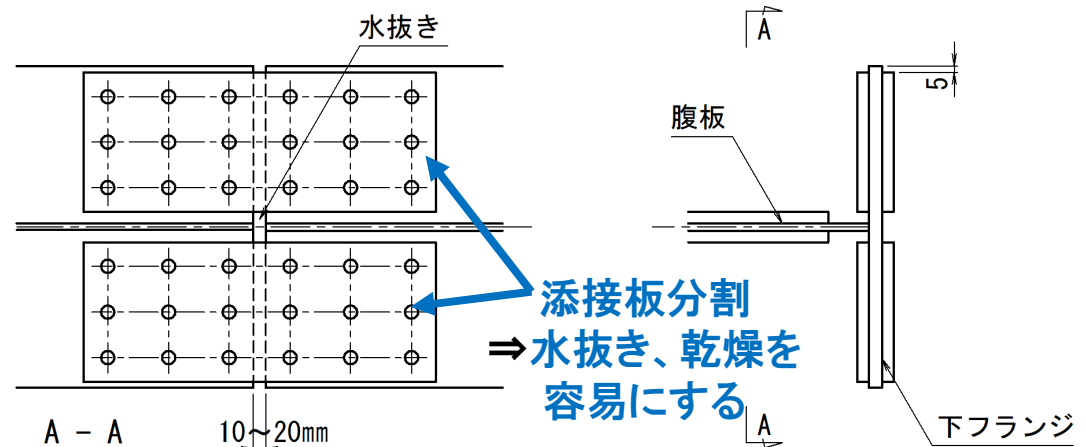 水抜き
A
5
腹板
添接板分割
⇒水抜き、乾燥を
容易にする
A － A
10～20mm
A
下フランジ